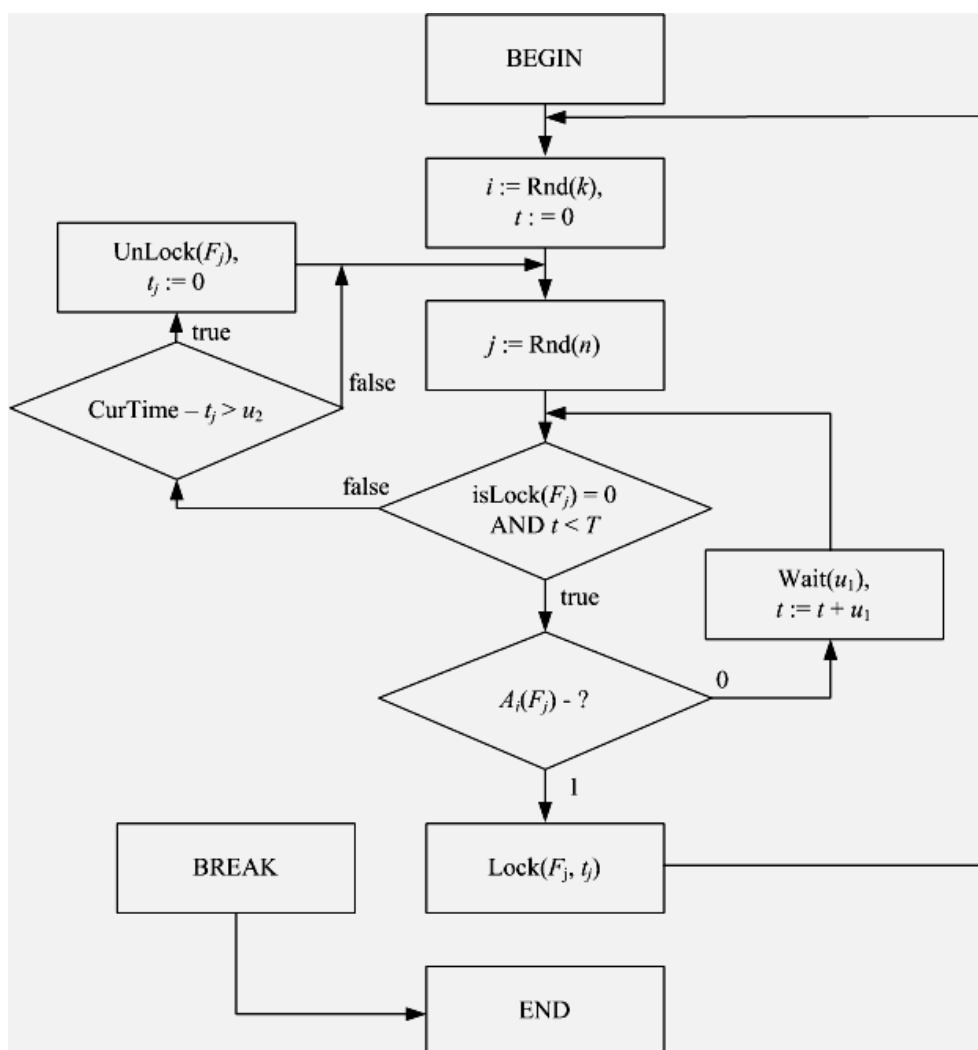 BEGIN
i := Rnd(k),
t : = 0
UnLock(Fj),
tj := 0
true
j := Rnd(n)
CurTime – tj > u2
false
false
isLock(Fj) = 0
AND t < T
Wait(u1),
t := t + u1
true
Ai(Fj) - ?
0
1
BREAK
Lock(Fj, tj)
END